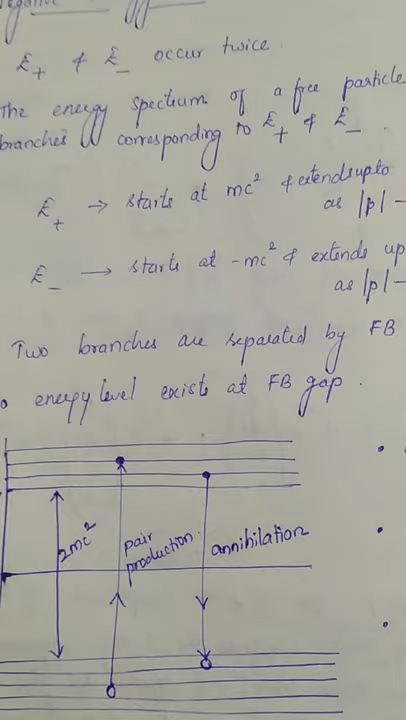 E₊ & E₋ occur twice.
The energy spectrum of a free particle
branches corresponding to E₊ & E₋.
E₊ → starts at mc² & extends upto
as |p| -
E₋ → starts at -mc² & extends up
as |p| -
Two branches are separated by FB
energy level exists at FB gap.
2mc²
pair
production.
annihilation